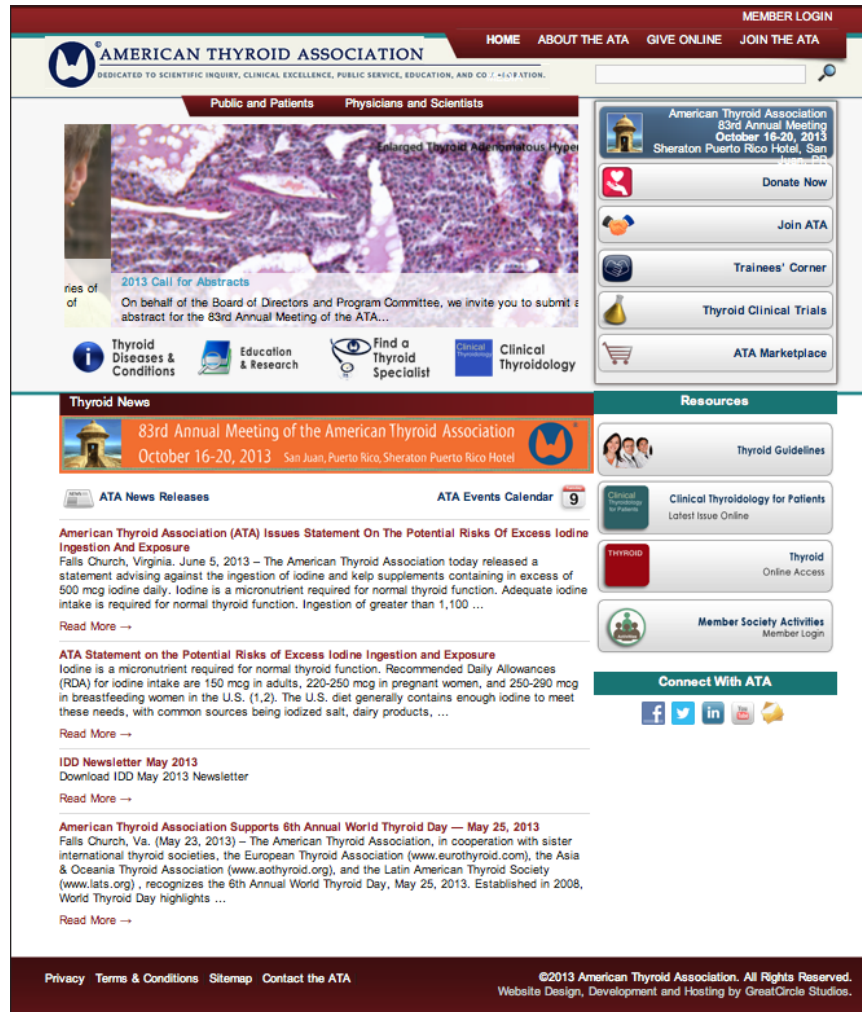 MEMBER LOGIN
HOME ABOUT THE ATA GIVE ONLINE JOIN THE ATA
©AMERICAN THYROID ASSOCIATION
DEDICATED TO SCIENTIFIC INQUIRY, CLINICAL EXCELLENCE, PUBLIC SERVICE, EDUCATION, AND
Public and Patients Physicians and Scientists
Enlarged Thyroid Adenomatous Hyper
ries of
of
2013 Call for Abstracts
On behalf of the Board of Directors and Program Committee, we invite you to submit a
abstract for the 83rd Annual Meeting of the ATA...
American Thyroid Association
83rd Annual Meeting
October 16-20, 2013
Sheraton Puerto Rico Hotel, San
Juan, PR
Donate Now
Join ATA
Trainees' Corner
Thyroid Clinical Trials
ATA Marketplace
Thyroid
Diseases &
Conditions
Education
& Research
Find a
Thyroid
Specialist
Clinical
Thyroidology
Clinical
Thyroidology
Thyroid News
83rd Annual Meeting of the American Thyroid Association
October 16-20, 2013 San Juan, Puerto Rico, Sheraton Puerto Rico Hotel
NEWS
ATA News Releases
ATA Events Calendar
9
American Thyroid Association (ATA) Issues Statement On The Potential Risks Of Excess Iodine
Ingestion And Exposure
Falls Church, Virginia. June 5, 2013 – The American Thyroid Association today released a
statement advising against the ingestion of iodine and kelp supplements containing in excess of
500 mcg iodine daily. Iodine is a micronutrient required for normal thyroid function. Adequate iodine
intake is required for normal thyroid function. Ingestion of greater than 1,100 ...
Read More →
ATA Statement on the Potential Risks of Excess Iodine Ingestion and Exposure
Iodine is a micronutrient required for normal thyroid function. Recommended Daily Allowances
(RDA) for iodine intake are 150 mcg in adults, 220-250 mcg in pregnant women, and 250-290 mcg
in breastfeeding women in the U.S. (1,2). The U.S. diet generally contains enough iodine to meet
these needs, with common sources being iodized salt, dairy products, ...
Read More →
IDD Newsletter May 2013
Download IDD May 2013 Newsletter
Read More →
American Thyroid Association Supports 6th Annual World Thyroid Day — May 25, 2013
Falls Church, Va. (May 23, 2013) – The American Thyroid Association, in cooperation with sister
international thyroid societies, the European Thyroid Association (www.eurothyroid.com), the Asia
& Oceania Thyroid Association (www.aothyroid.org), and the Latin American Thyroid Society
(www.lats.org) , recognizes the 6th Annual World Thyroid Day, May 25, 2013. Established in 2008,
World Thyroid Day highlights ...
Read More →
Resources
Thyroid Guidelines
Clinical
Thyroidology
for Patients
Clinical Thyroidology for Patients
Latest Issue Online
THYROID
Thyroid
Online Access
Member Society Activities
Member Login
Connect With ATA
f
in
You
Privacy Terms & Conditions Sitemap Contact the ATA
©2013 American Thyroid Association. All Rights Reserved.
Website Design, Development and Hosting by GreatCircle Studios.